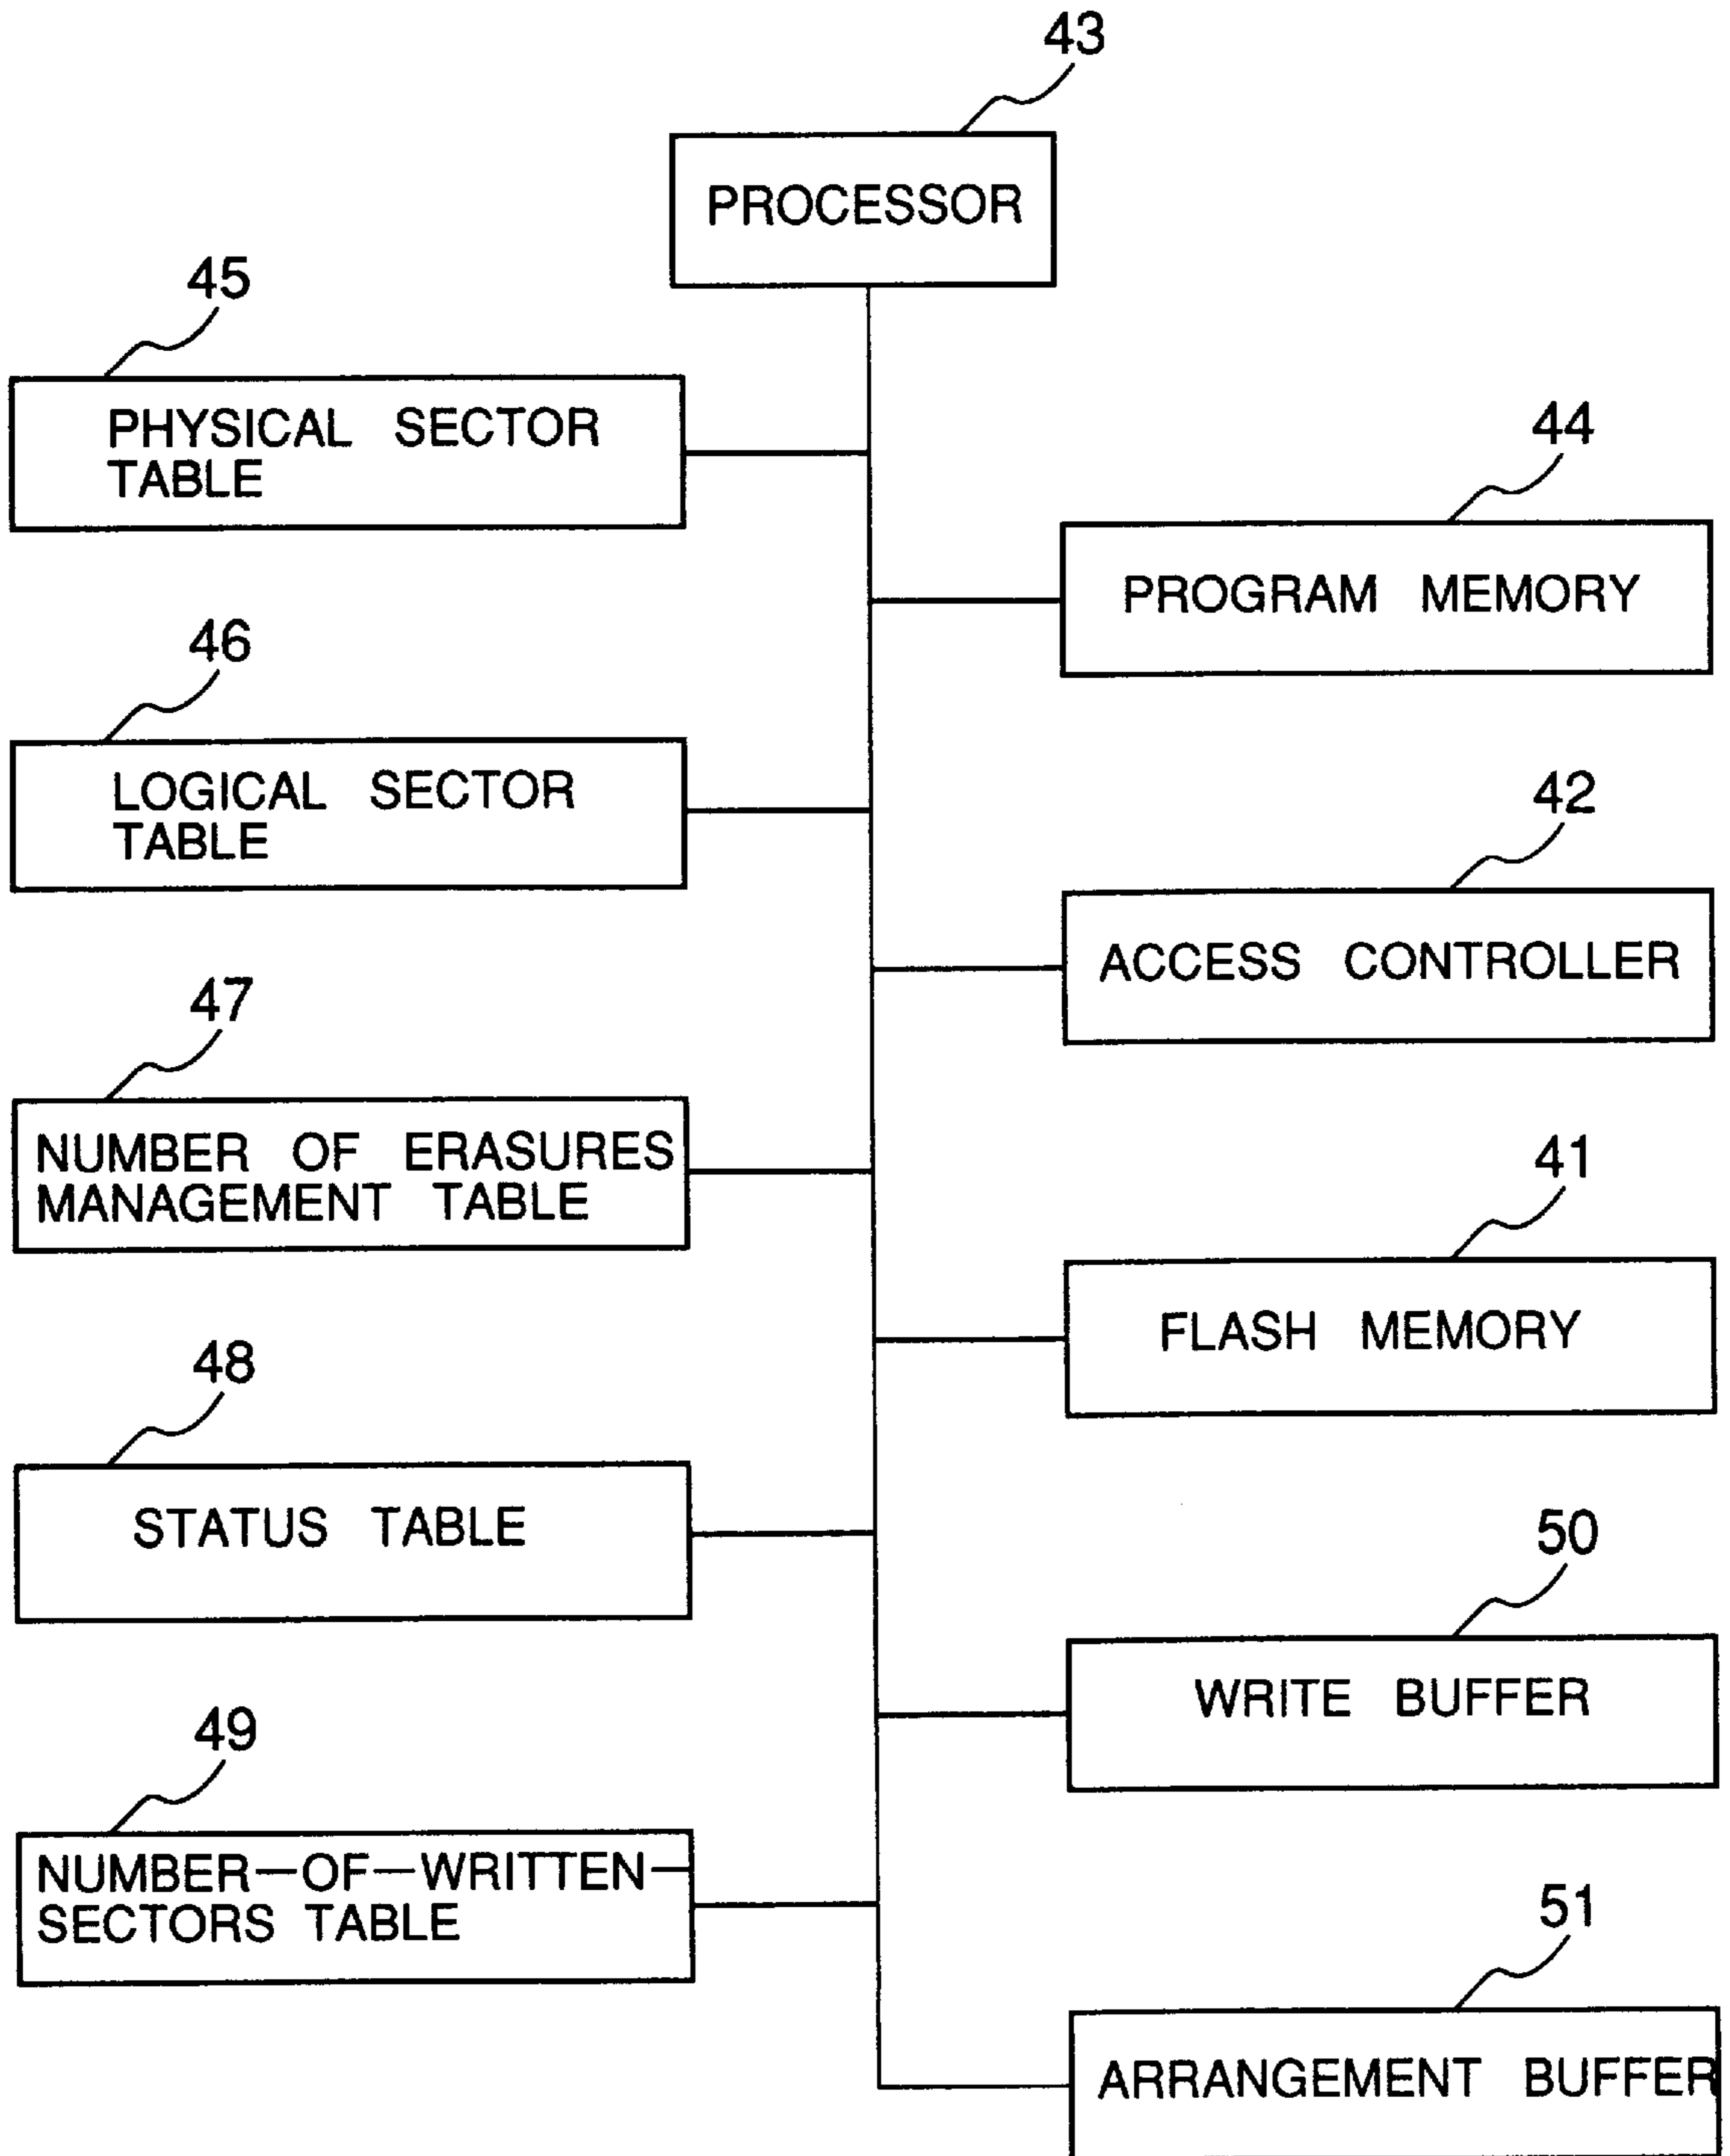 43
PROCESSOR
45
PHYSICAL SECTOR
TABLE
44
PROGRAM MEMORY
46
LOGICAL SECTOR
TABLE
42
ACCESS CONTROLLER
47
NUMBER OF ERASURES
MANAGEMENT TABLE
41
FLASH MEMORY
48
STATUS TABLE
50
WRITE BUFFER
49
NUMBER-OF-WRITTEN-
SECTORS TABLE
51
ARRANGEMENT BUFFER